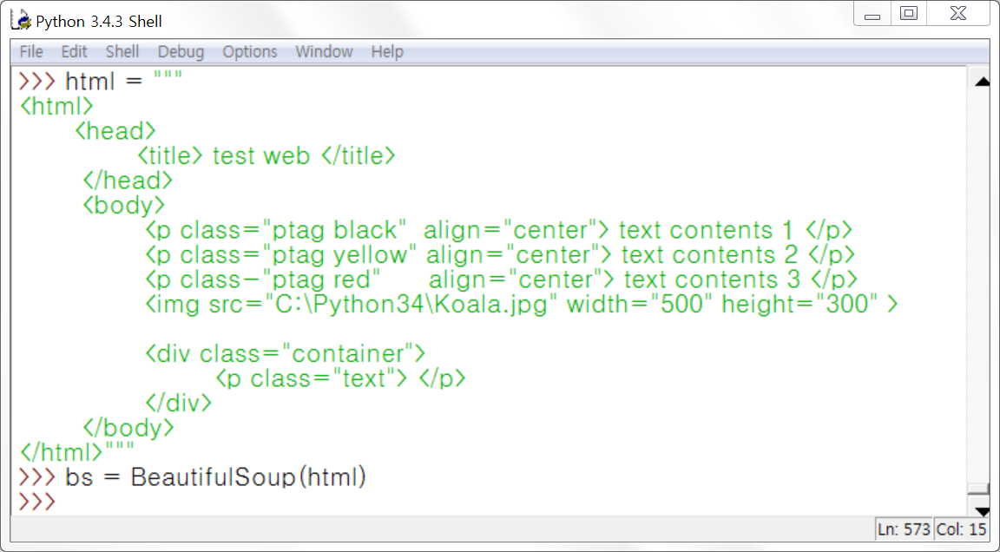 Python 3.4.3 Shell
File Edit Shell Debug Options Window Help
>>> html = """
<html>
<head>
<title> test web </title>
</head>
<body>
<p class="ptag black" align="center"> text contents 1 </p>
<p class="ptag yellow" align="center"> text contents 2 </p>
<p class-"ptag red" align="center"> text contents 3 </p>
<img src="C:\Python34\Koala.jpg" width="500" height="300" >
<div class="container">
<p class="text"> </p>
</div>
</body>
</html>"""
>>> bs = BeautifulSoup(html)
>>>
Ln: 573 Col: 15